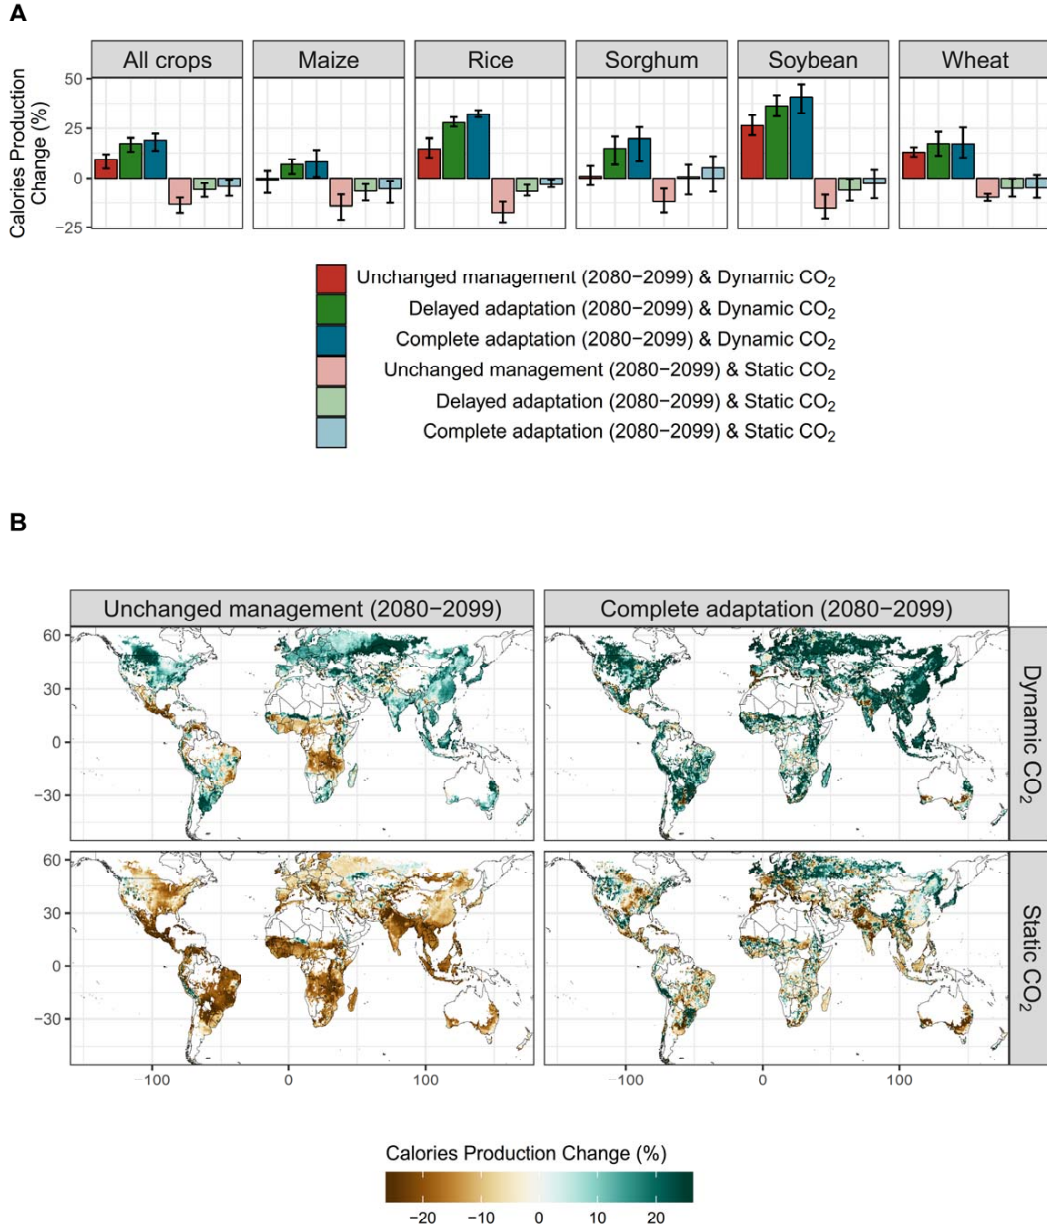 A
All crops Maize Rice Sorghum Soybean Wheat
Calories Production
Change (%)
50
25
0
−25
Unchanged management (2080−2099) & Dynamic CO2
Delayed adaptation (2080−2099) & Dynamic CO2
Complete adaptation (2080−2099) & Dynamic CO2
Unchanged management (2080−2099) & Static CO2
Delayed adaptation (2080−2099) & Static CO2
Complete adaptation (2080−2099) & Static CO2
B
Unchanged management (2080−2099) Complete adaptation (2080−2099)
60
30
0
−30
Dynamic CO2
60
30
0
−30
Static CO2
−100 0 100 −100 0 100
Calories Production Change (%)
−20 −10 0 10 20